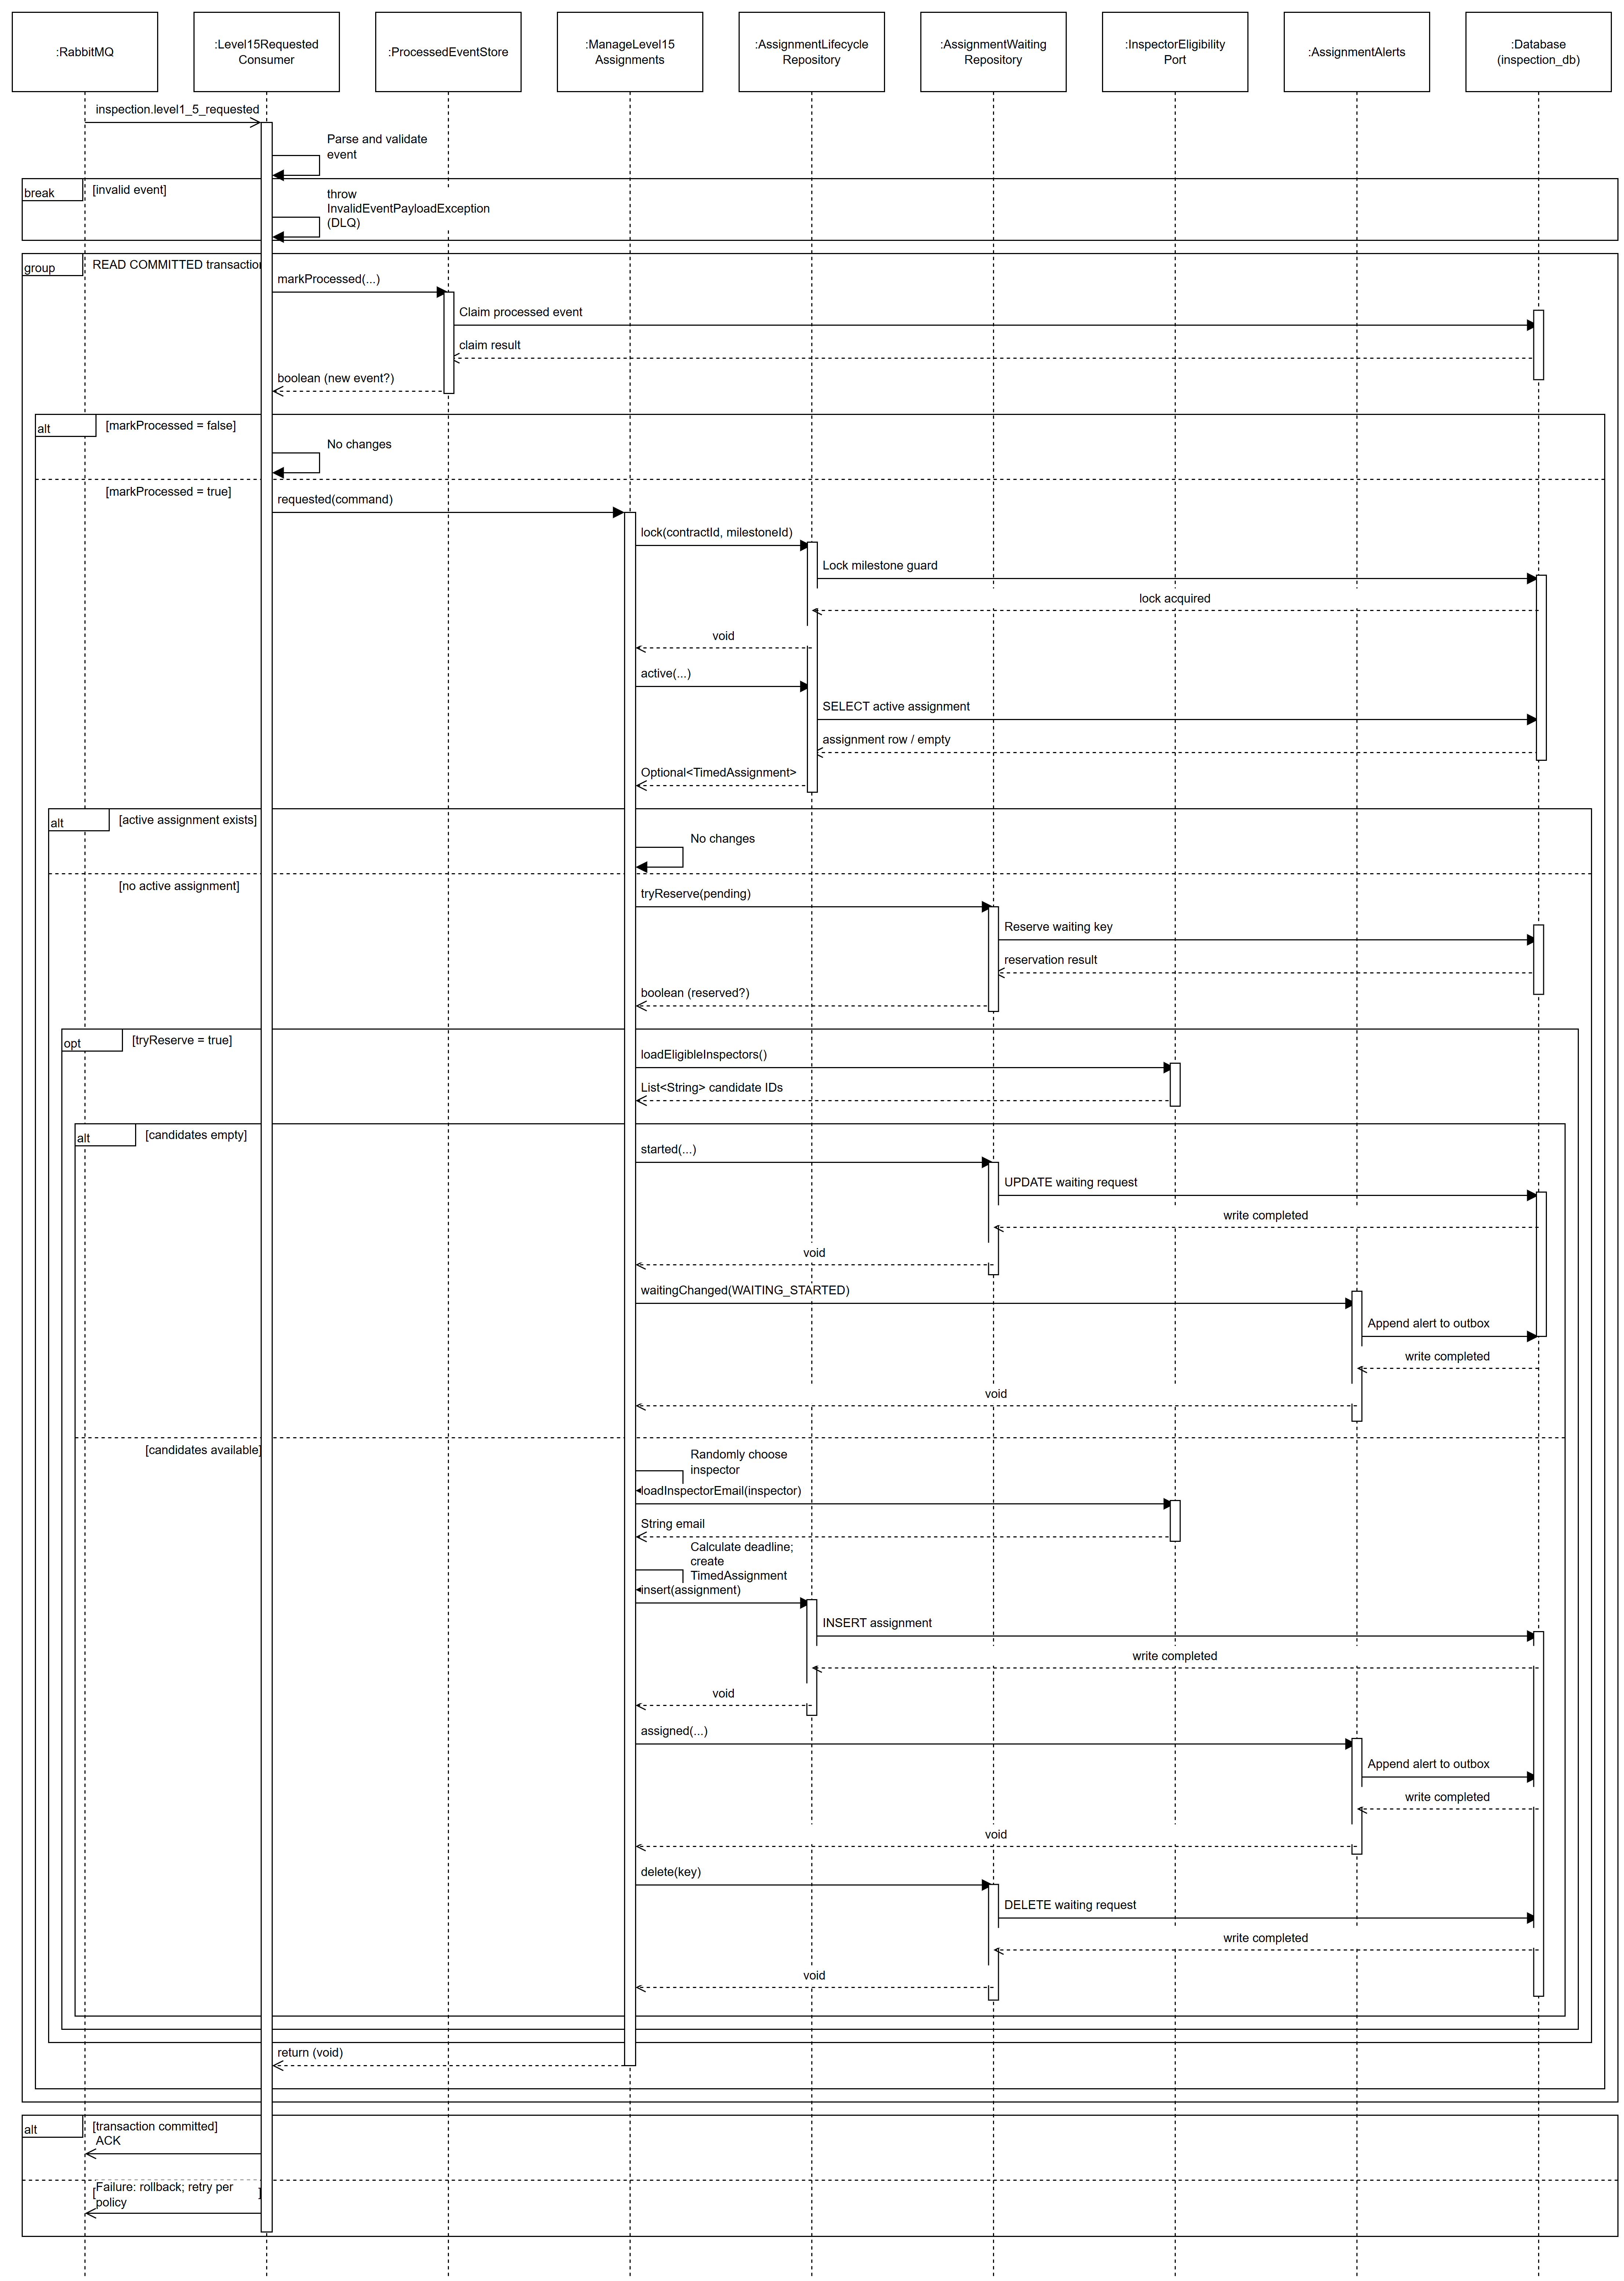 :RabbitMQ
:Level15Requested
Consumer
:ProcessedEventStore
:ManageLevel15
Assignments
:AssignmentLifecycle
Repository
:AssignmentWaiting
Repository
:InspectorEligibility
Port
:AssignmentAlerts
:Database
(inspection_db)
inspection.level1_5_requested
Parse and validate
event
break
[invalid event]
throw
InvalidEventPayloadException
(DLQ)
group
READ COMMITTED transaction
markProcessed(...)
Claim processed event
claim result
boolean (new event?)
alt
[markProcessed = false]
No changes
[markProcessed = true]
requested(command)
lock(contractId, milestoneId)
Lock milestone guard
lock acquired
void
active(...)
SELECT active assignment
assignment row / empty
Optional<TimedAssignment>
alt
[active assignment exists]
No changes
[no active assignment]
tryReserve(pending)
Reserve waiting key
reservation result
boolean (reserved?)
opt
[tryReserve = true]
loadEligibleInspectors()
List<String> candidate IDs
alt
[candidates empty]
started(...)
UPDATE waiting request
write completed
void
waitingChanged(WAITING_STARTED)
Append alert to outbox
write completed
void
[candidates available]
Randomly choose
inspector
loadInspectorEmail(inspector)
String email
Calculate deadline;
create
TimedAssignment
insert(assignment)
INSERT assignment
write completed
void
assigned(...)
Append alert to outbox
write completed
void
delete(key)
DELETE waiting request
write completed
void
return (void)
alt
[transaction committed]
ACK
[ ]
Failure: rollback; retry per
policy